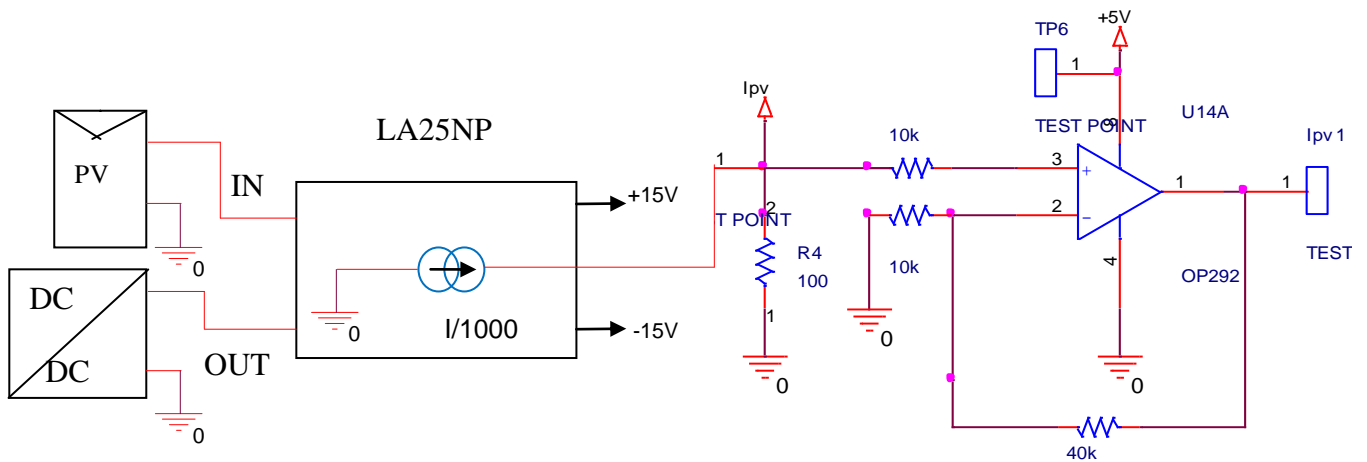 PV
IN
DC
DC
OUT
0
0
LA25NP
+15V
-15V
I/1000
0
Ipv
1
2
T POINT
R4
100
1
0
10k
10k
0
TP6
1
+5V
8
TEST POINT
U14A
3
+
2
−
1
4
OP292
0
40k
Ipv 1
1
TEST